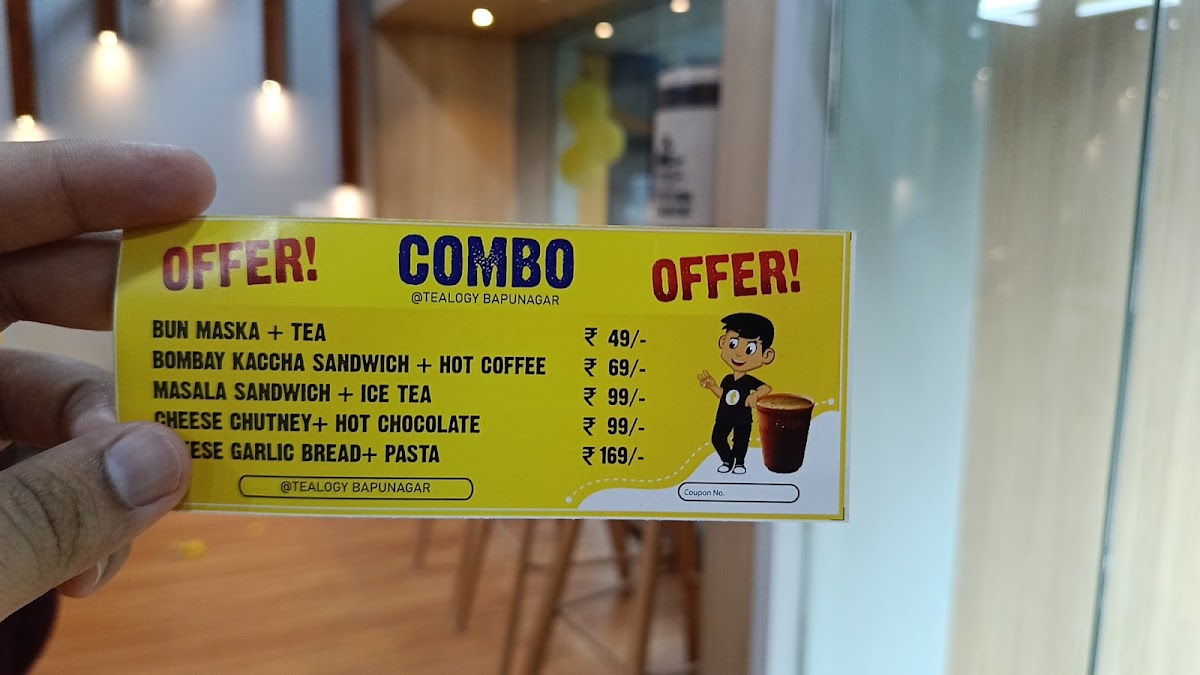 OFFER! COMBO OFFER!
@TEALOGY BAPUNAGAR
BUN MASKA + TEA ₹ 49/-
BOMBAY KACCHA SANDWICH + HOT COFFEE ₹ 69/-
MASALA SANDWICH + ICE TEA ₹ 99/-
CHEESE CHUTNEY+ HOT CHOCOLATE ₹ 99/-
GARLIC BREAD+ PASTA ₹ 169/-
@TEALOGY BAPUNAGAR
Coupon No.